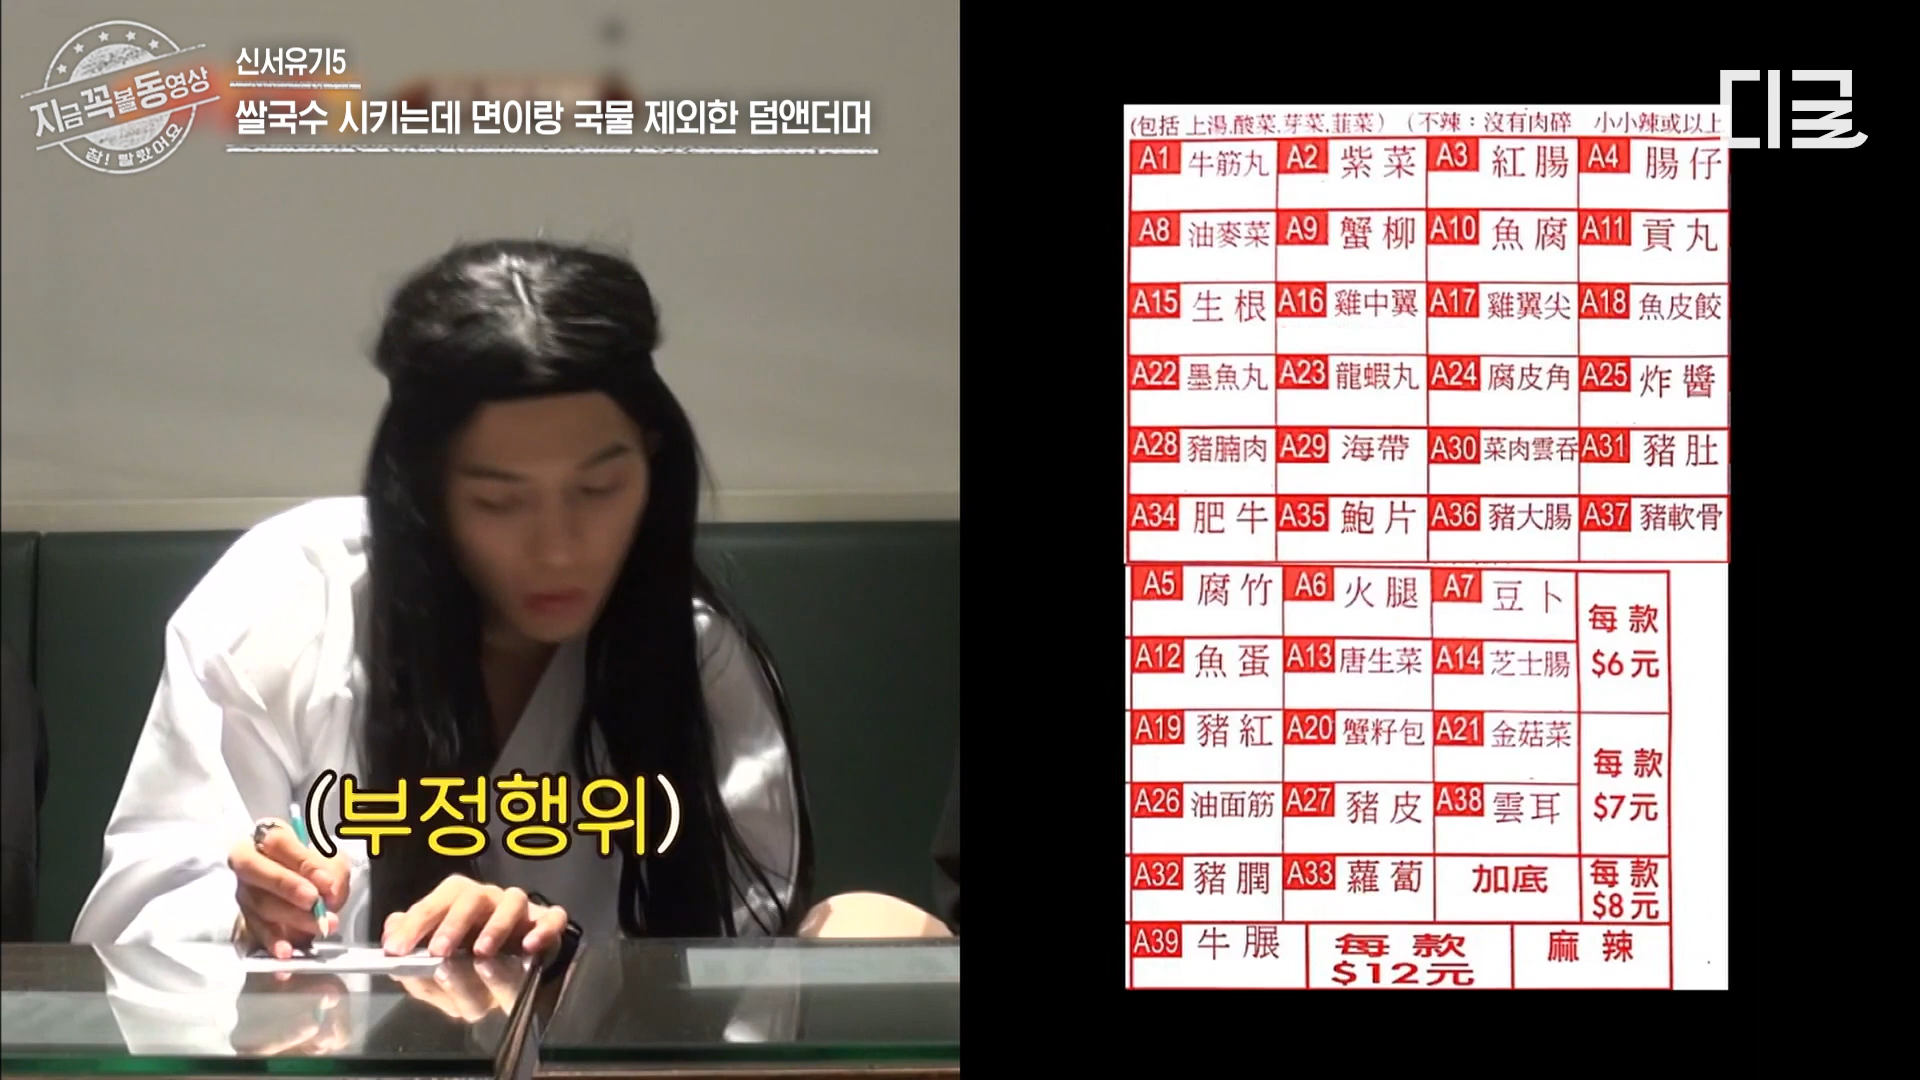 지금 꼭 볼 동영상
참! 빨랐어요
신서유기5
쌀국수 시키는데 면이랑 국물 제외한 덤앤더머
디글
(부정행위)
(包括 上湯,酸菜,芽菜,韮菜) (不辣:沒有肉碎 小小辣或以上
A1 牛筋丸 A2 紫菜 A3 紅腸 A4 腸仔
A8 油麥菜 A9 蟹柳 A10 魚腐 A11 貢丸
A15 生根 A16 雞中翼 A17 雞翼尖 A18 魚皮餃
A22 墨魚丸 A23 龍蝦丸 A24 腐皮角 A25 炸醬
A28 豬腩肉 A29 海帶 A30 菜肉雲吞 A31 豬肚
A34 肥牛 A35 鮑片 A36 豬大腸 A37 豬軟骨
A5 腐竹 A6 火腿 A7 豆卜 每款
$6元
A12 魚蛋 A13 唐生菜 A14 芝士腸
A19 豬紅 A20 蟹籽包 A21 金菇菜 每款
$7元
A26 油面筋 A27 豬皮 A38 雲耳
A32 豬膶 A33 蘿蔔 加底 每款
$8元
A39 牛𦟌 每款 麻辣
$12元